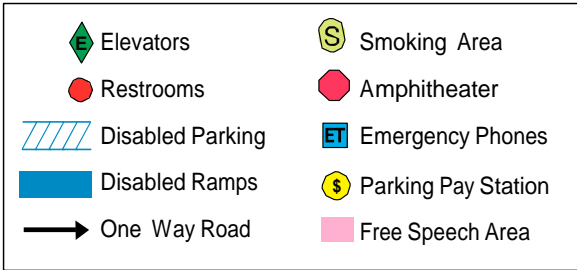 E Elevators
Restrooms
Disabled Parking
Disabled Ramps
One Way Road
S Smoking Area
Amphitheater
ET Emergency Phones
$ Parking Pay Station
Free Speech Area